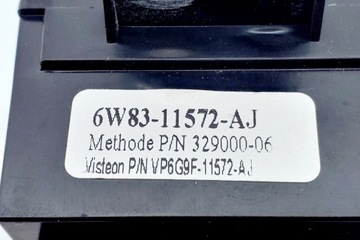 6W83-11572-AJ
Methode P/N 329000-06
Visteon P/N VP6G9F-11572-AJ